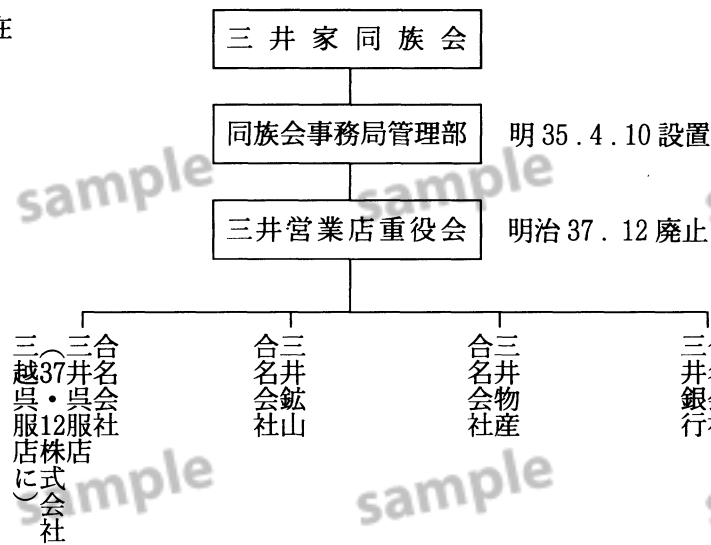 在
三井家同族会
同族会事務局管理部 明35.4.10設置
三井営業店重役会 明治37.12廃止
三井銀行
三井物産
合名会社
三井鉱山
合名会社
合名会社
三井呉服店
(37・12株式会社
三越呉服店に)
sample
sample
sample
sample